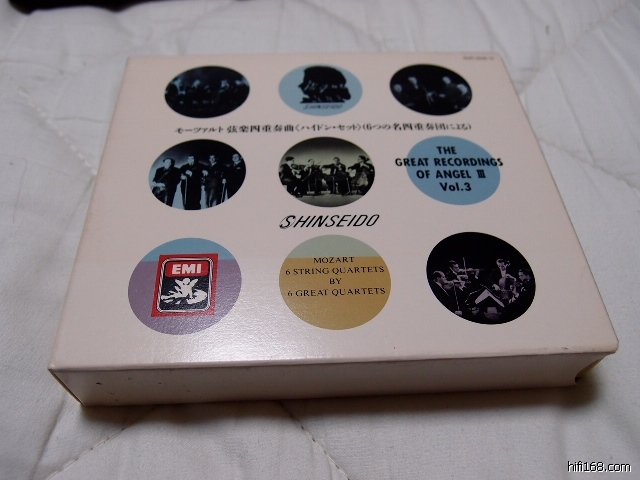 SHINSEIDO
モーツァルト 弦楽四重奏曲〈ハイドン・セット〉(6つの名四重奏団による)
THE
GREAT RECORDINGS
OF ANGEL III
Vol.3
SHINSEIDO
EMI
MOZART
6 STRING QUARTETS
BY
6 GREAT QUARTETS
hifi168.com